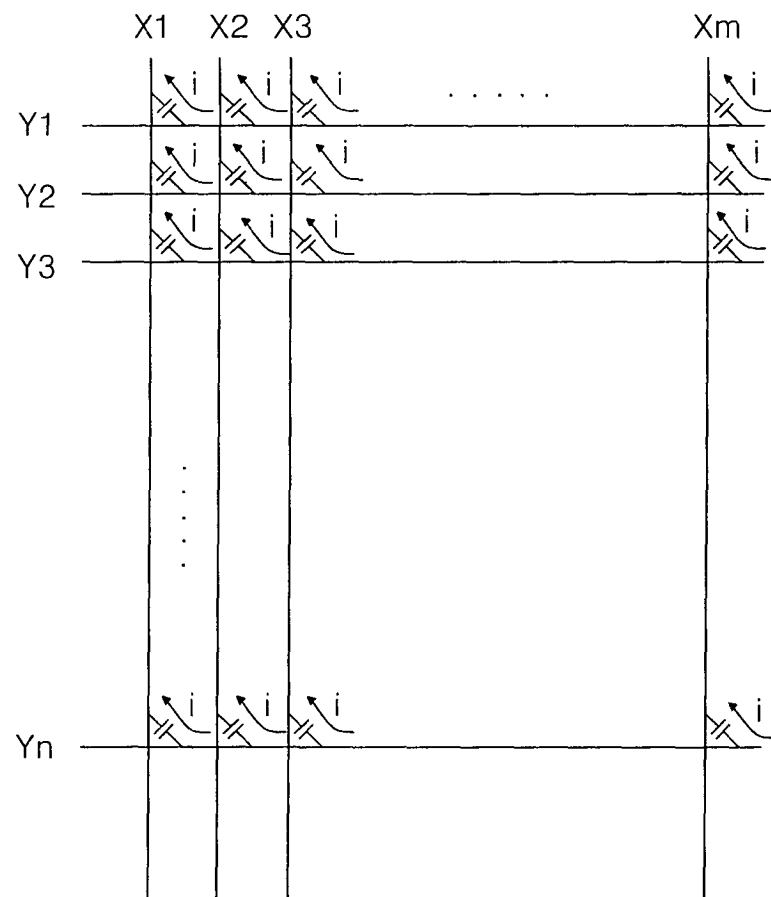 X1 X2 X3 Xm
i i i . . . . . i
Y1
i i i i
Y2
i i i i
Y3
i i i i
Yn